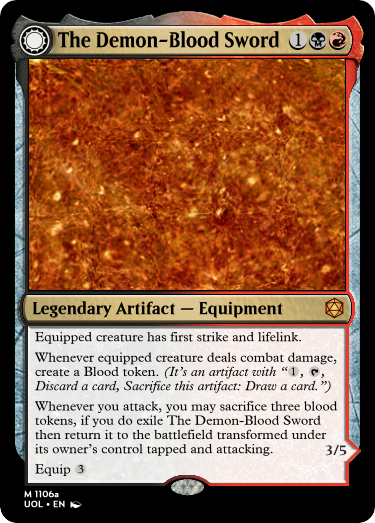 The Demon-Blood Sword 1
Legendary Artifact — Equipment
Equipped creature has first strike and lifelink.
Whenever equipped creature deals combat damage,
create a Blood token. (It's an artifact with “1, ,
Discard a card, Sacrifice this artifact: Draw a card.”)
Whenever you attack, you may sacrifice three blood
tokens, if you do exile The Demon-Blood Sword
then return it to the battlefield transformed under
its owner's control tapped and attacking.
3/5
Equip 3
M 1106a
UOL • EN